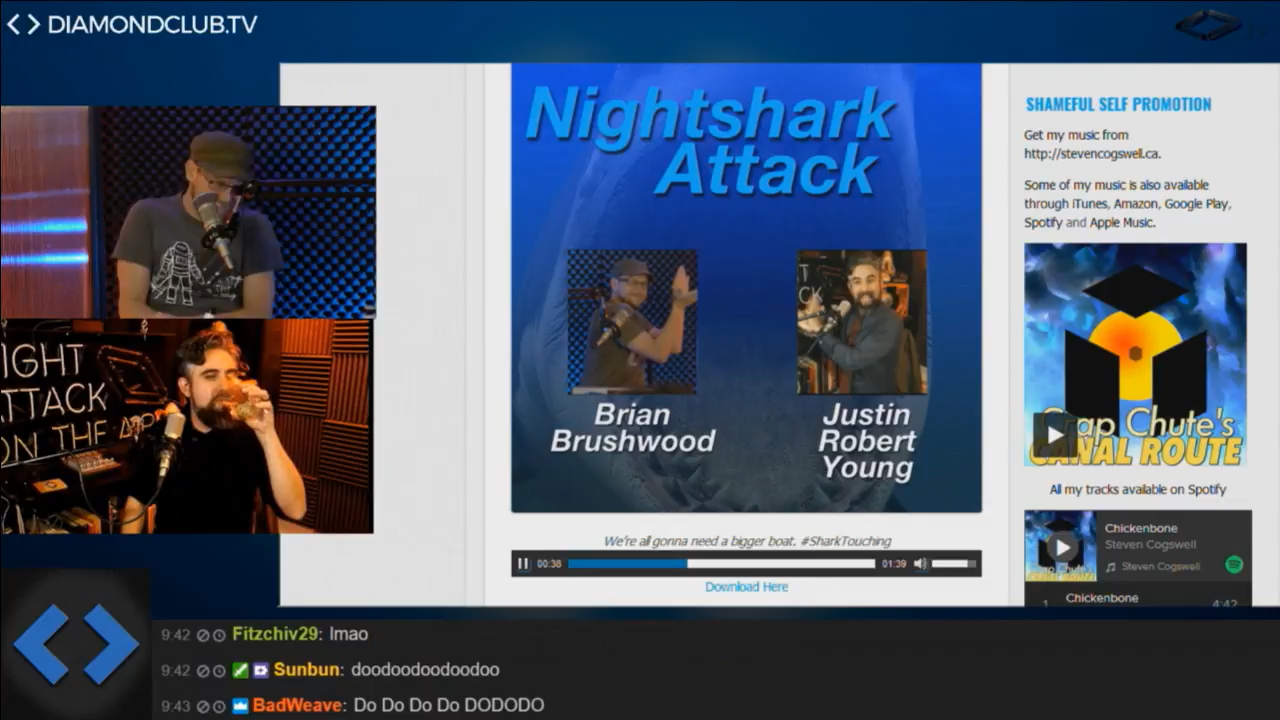 DIAMONDCLUB.TV
Nightshark
Attack
Brian
Brushwood
Justin
Robert
Young
We're all gonna need a bigger boat. #SharkTouching
00:38
01:39
Download Here
SHAMEFUL SELF PROMOTION
Get my music from
http://stevencogswell.ca.
Some of my music is also available
through iTunes, Amazon, Google Play,
Spotify and Apple Music.
Crap Chute's
CANAL ROUTE
All my tracks available on Spotify
Chickenbone
Steven Cogswell
Steven Cogswell
1 Chickenbone 4:42
IGHT
TTACK
ON THE
9:42 Fitzchiv29: lmao
9:42 Sunbun: doodoodoodoodoo
9:43 BadWeave: Do Do Do Do DODODO